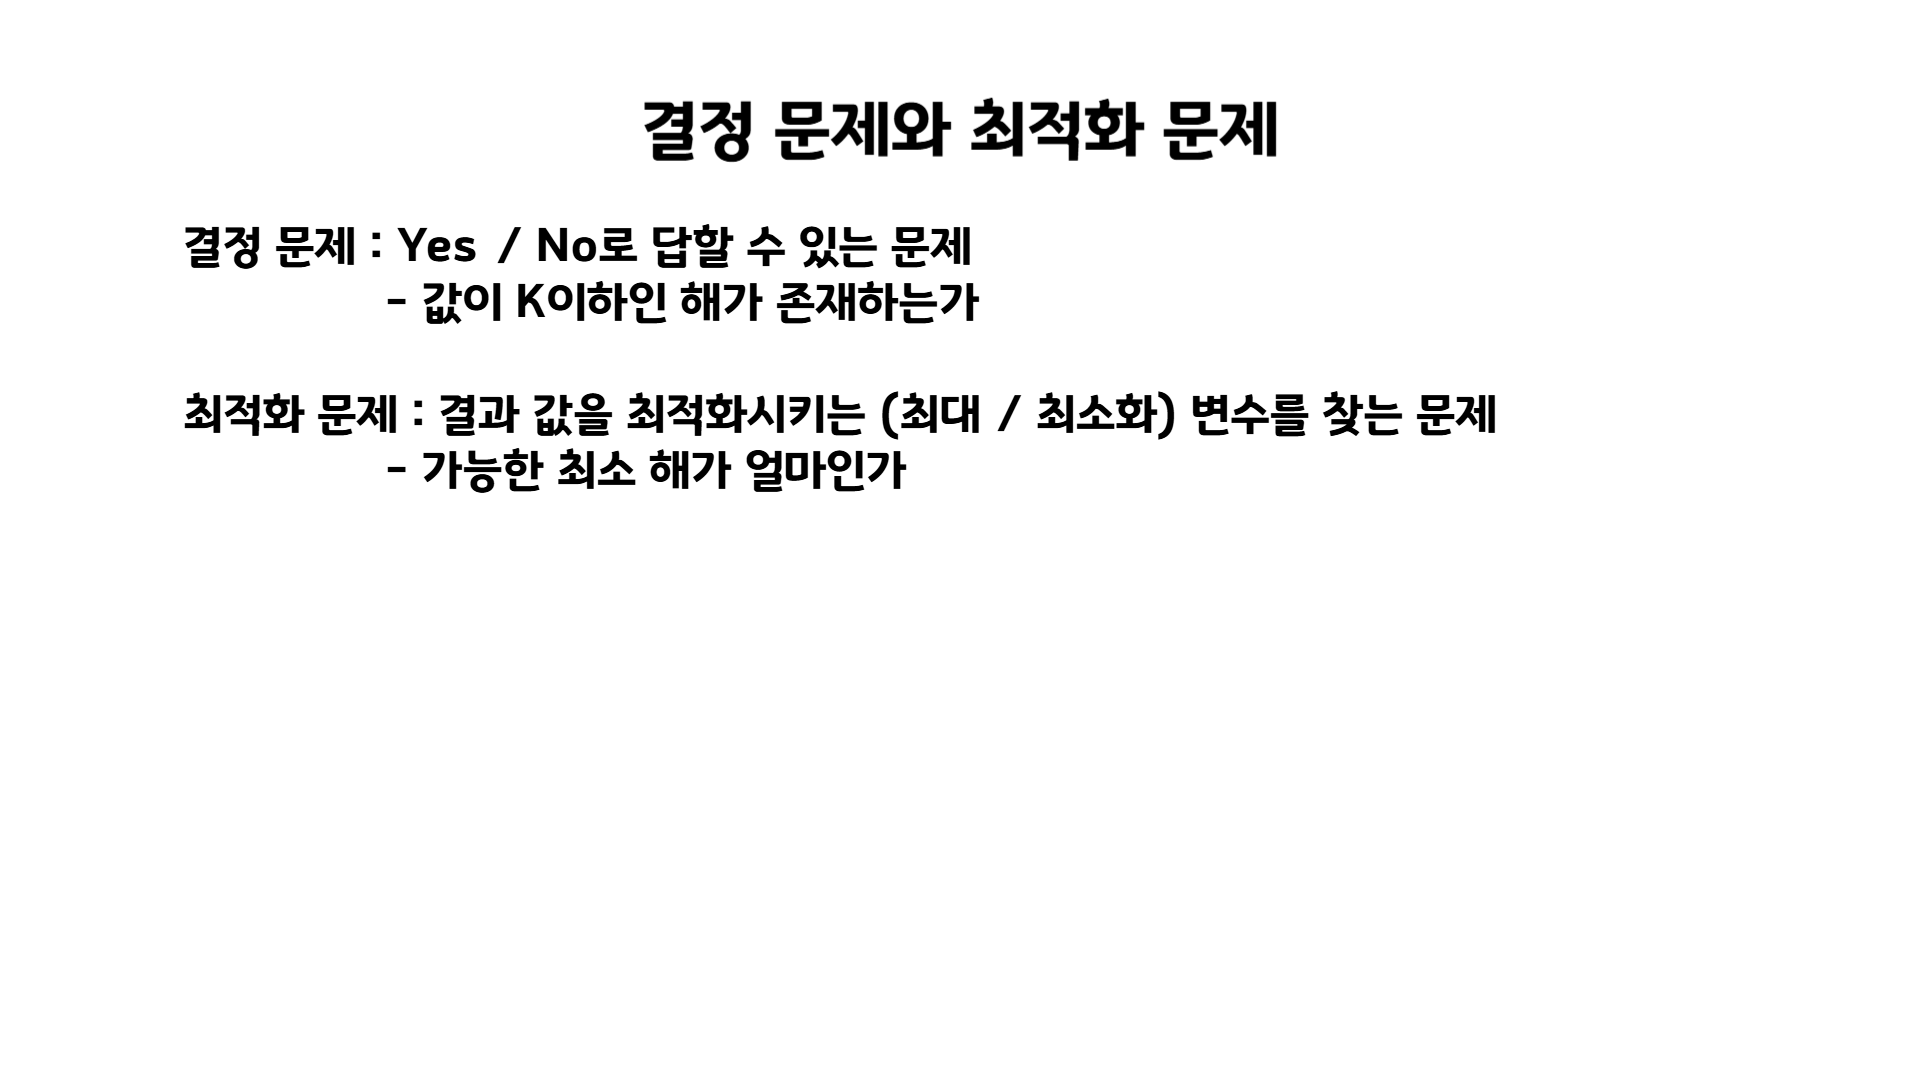 결정 문제와 최적화 문제
결정 문제 : Yes / No로 답할 수 있는 문제
- 값이 K이하인 해가 존재하는가
최적화 문제 : 결과 값을 최적화시키는 (최대 / 최소화) 변수를 찾는 문제
- 가능한 최소 해가 얼마인가